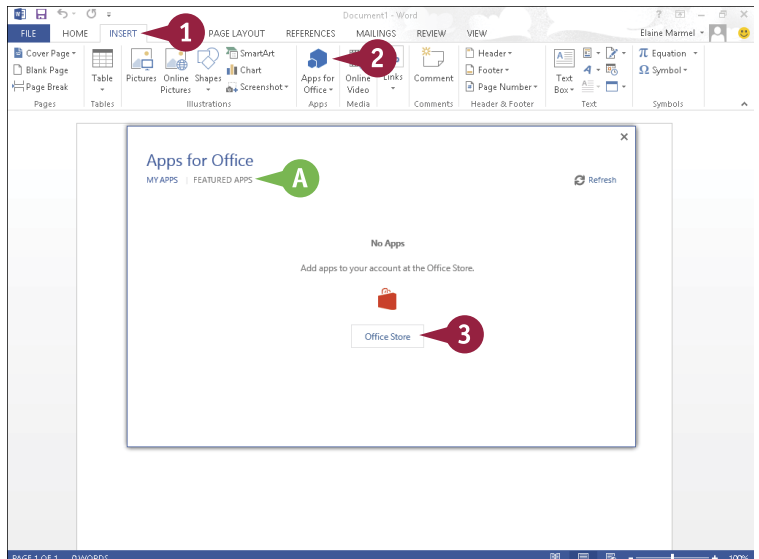 Document1 - Word
FILE HOME INSERT 1 PAGE LAYOUT REFERENCES MAILINGS REVIEW VIEW Elaine Marmel
Cover Page
Blank Page
Page Break
Pages
Table
Tables
Pictures
Online
Pictures
Shapes
SmartArt
Chart
Screenshot
Illustrations
2
Apps for
Office
Apps
Online
Video
Media
Links
Comment
Comments
Header
Footer
Page Number
Header & Footer
Text
Box
Text
Equation
Symbol
Symbols
Apps for Office
MY APPS FEATURED APPS A
Refresh
No Apps
Add apps to your account at the Office Store.
Office Store 3
PAGE 1 OF 1 0 WORDS 100%